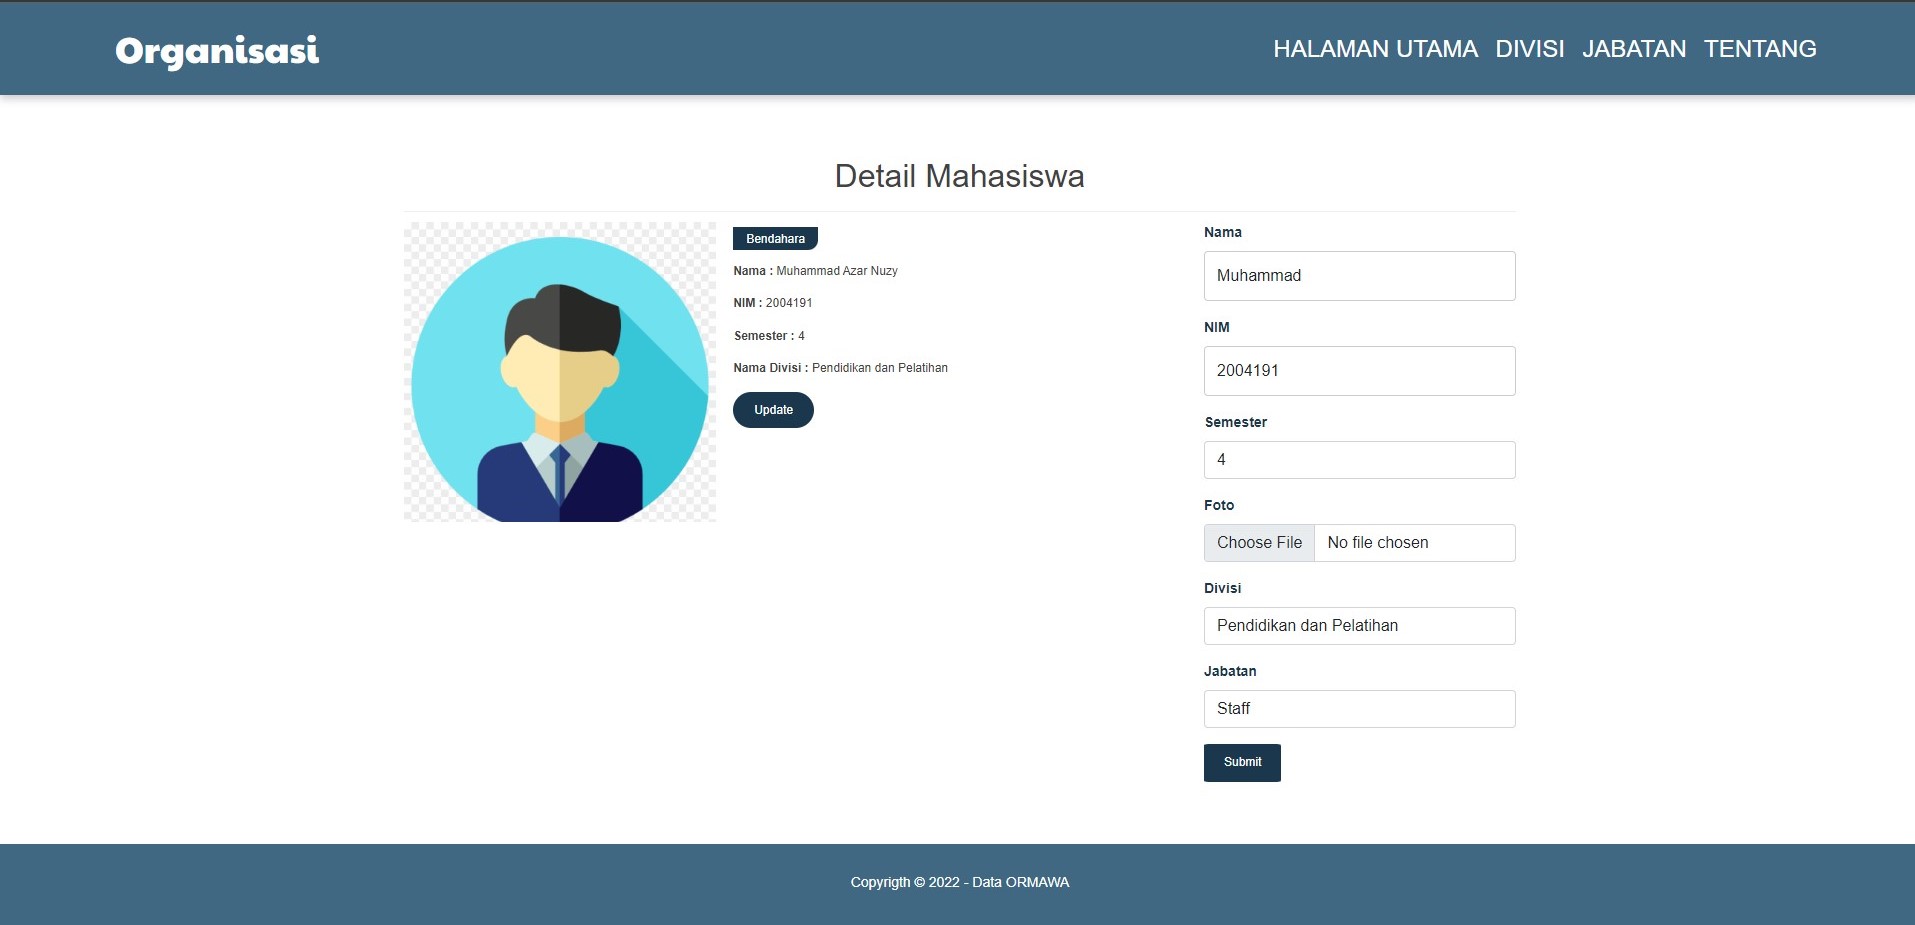 Organisasi
HALAMAN UTAMA DIVISI JABATAN TENTANG
Detail Mahasiswa
Bendahara
Nama : Muhammad Azar Nuzy
NIM : 2004191
Semester : 4
Nama Divisi : Pendidikan dan Pelatihan
Update
Nama
Muhammad
NIM
2004191
Semester
4
Foto
Choose File No file chosen
Divisi
Pendidikan dan Pelatihan
Jabatan
Staff
Submit
Copyrigth © 2022 - Data ORMAWA